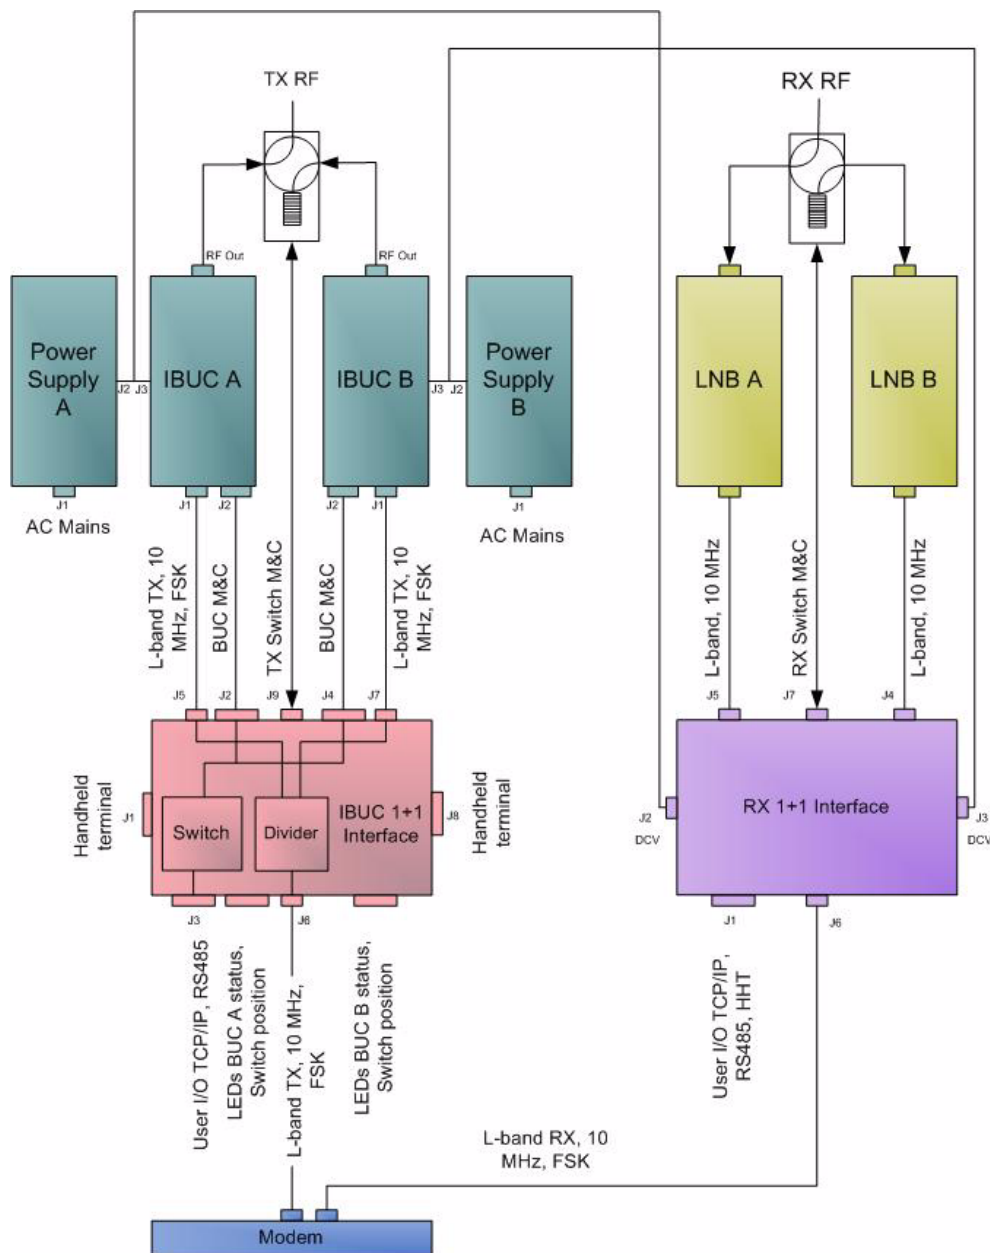 TX RF
RX RF
RF Out
RF Out
Power
Supply
A
J2
J3
IBUC A
IBUC B
J3
J2
Power
Supply
B
LNB A
LNB B
J1
AC Mains
J1
J2
J2
J1
J1
AC Mains
L-band TX, 10
MHz, FSK
BUC M&C
TX Switch M&C
BUC M&C
L-band TX, 10
MHz, FSK
L-band, 10 MHz
RX Switch M&C
L-band, 10 MHz
J5
J2
J9
J4
J7
J5
J7
J4
Handheld
terminal
J1
Switch
Divider
IBUC 1+1
Interface
J8
Handheld
terminal
J2
DCV
RX 1+1 Interface
J3
DCV
J3
J6
J1
J6
User I/O TCP/IP, RS485
LEDs BUC A status,
Switch position
L-band TX, 10 MHz,
FSK
LEDs BUC B status,
Switch position
User I/O TCP/IP,
RS485, HHT
L-band RX, 10
MHz, FSK
Modem